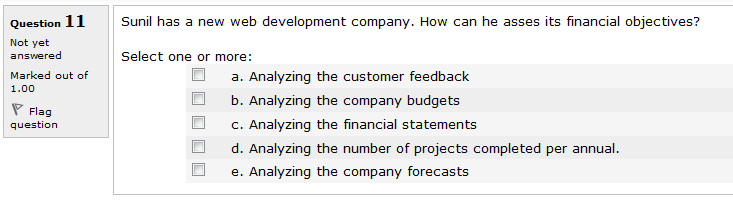 Question 11
Not yet
answered
Marked out of
1.00
Flag
question
Sunil has a new web development company. How can he asses its financial objectives?
Select one or more:
a. Analyzing the customer feedback
b. Analyzing the company budgets
c. Analyzing the financial statements
d. Analyzing the number of projects completed per annual.
e. Analyzing the company forecasts